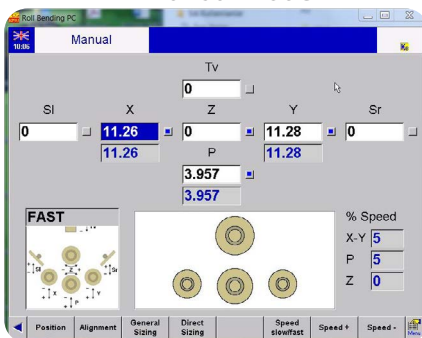 Roll Bending PC
10:06
Manual
Tv
0
Sl X Z Y Sr
0 11.26 0 11.28 0
11.26 P 11.28
3.957
3.957
FAST
% Speed
X-Y 5
P 5
Z 0
Sl Z Sr
X Y
P
Position Alignment General Sizing Direct Sizing Speed slow/fast Speed + Speed - Menu